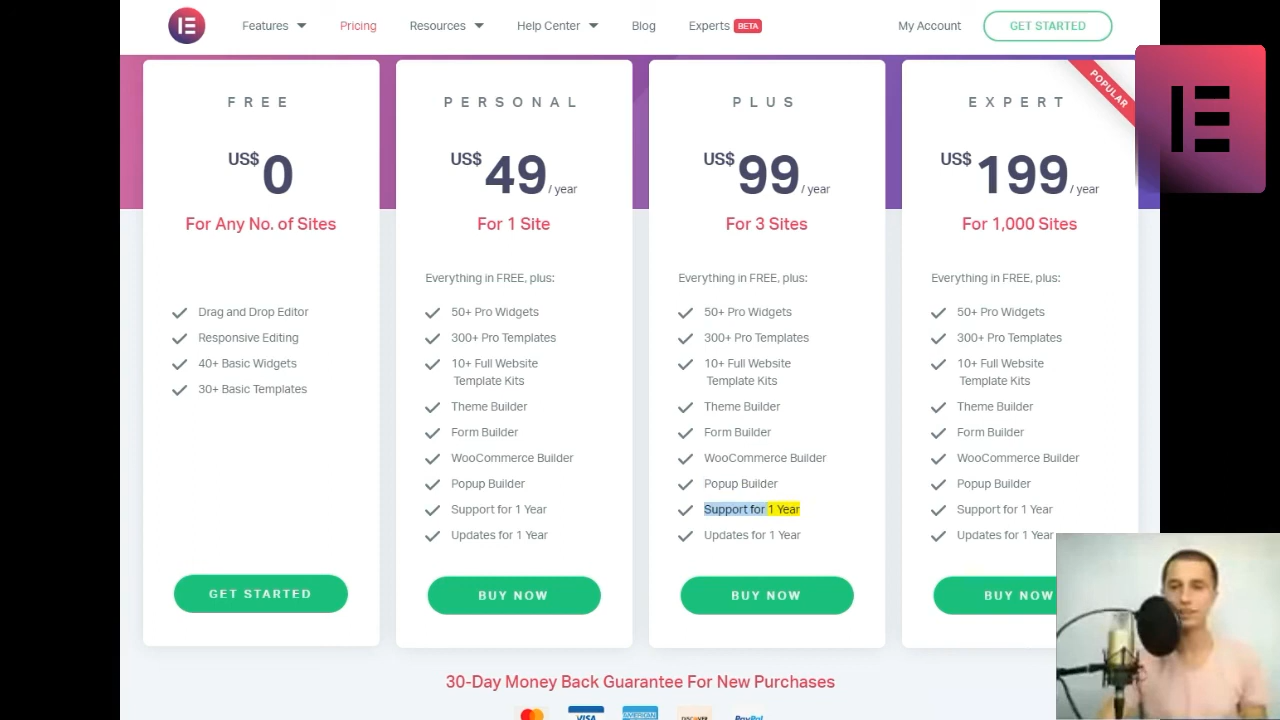 Features Pricing Resources Help Center Blog Experts BETA My Account GET STARTED
FREE
US$ 0
For Any No. of Sites
Drag and Drop Editor
Responsive Editing
40+ Basic Widgets
30+ Basic Templates
GET STARTED
PERSONAL
US$ 49 / year
For 1 Site
Everything in FREE, plus:
50+ Pro Widgets
300+ Pro Templates
10+ Full Website
Template Kits
Theme Builder
Form Builder
WooCommerce Builder
Popup Builder
Support for 1 Year
Updates for 1 Year
BUY NOW
PLUS
US$ 99 / year
For 3 Sites
Everything in FREE, plus:
50+ Pro Widgets
300+ Pro Templates
10+ Full Website
Template Kits
Theme Builder
Form Builder
WooCommerce Builder
Popup Builder
Support for 1 Year
Updates for 1 Year
BUY NOW
POPULAR
EXPERT
US$ 199 / year
For 1,000 Sites
Everything in FREE, plus:
50+ Pro Widgets
300+ Pro Templates
10+ Full Website
Template Kits
Theme Builder
Form Builder
WooCommerce Builder
Popup Builder
Support for 1 Year
Updates for 1 Year
BUY NOW
30-Day Money Back Guarantee For New Purchases
VISA AMERICAN DISCOVER PayPal